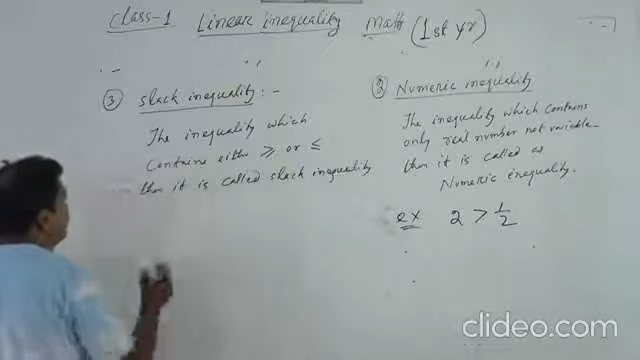 Class-1 Linear inequality Math (1st yr)
③ Slack inequality :-
The inequality which
contains either ≥ or ≤
then it is called slack inequality
② Numeric inequality
The inequality which contains
only real number not variable
then it is called as
Numeric inequality.
ex 2 > 1/2
clideo.com